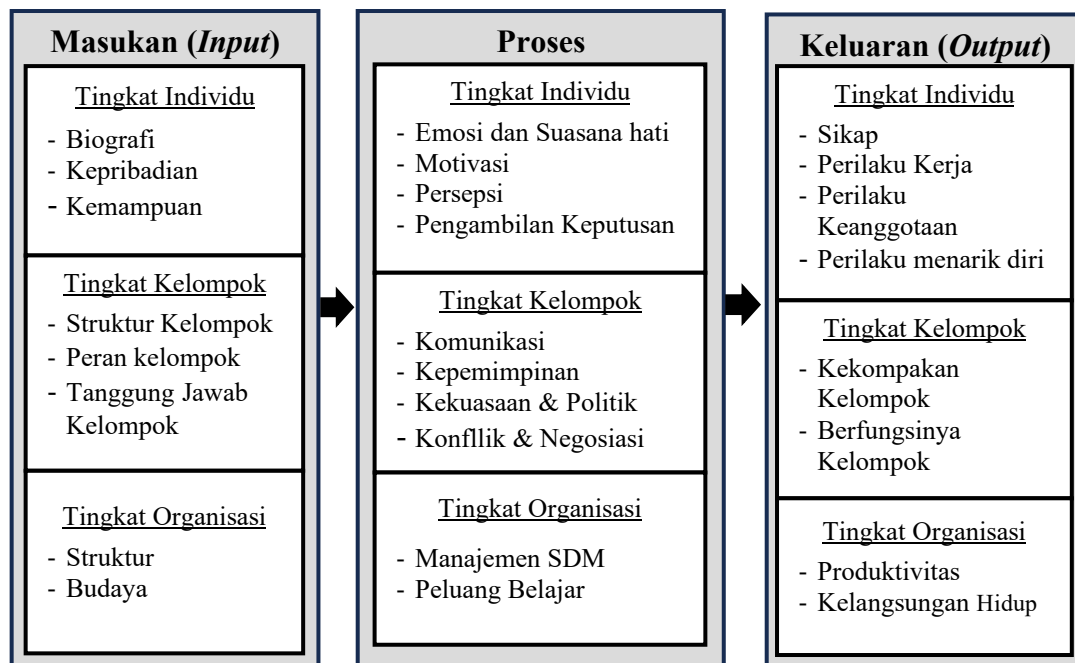 Masukan (Input)
Tingkat Individu
- Biografi
- Kepribadian
- Kemampuan
Tingkat Kelompok
- Struktur Kelompok
- Peran kelompok
- Tanggung Jawab
Kelompok
Tingkat Organisasi
- Struktur
- Budaya
Proses
Tingkat Individu
- Emosi dan Suasana hati
- Motivasi
- Persepsi
- Pengambilan Keputusan
Tingkat Kelompok
- Komunikasi
- Kepemimpinan
- Kekuasaan & Politik
- Konfllik & Negosiasi
Tingkat Organisasi
- Manajemen SDM
- Peluang Belajar
Keluaran (Output)
Tingkat Individu
- Sikap
- Perilaku Kerja
- Perilaku
Keanggotaan
- Perilaku menarik diri
Tingkat Kelompok
- Kekompakan
Kelompok
- Berfungsinya
Kelompok
Tingkat Organisasi
- Produktivitas
- Kelangsungan Hidup